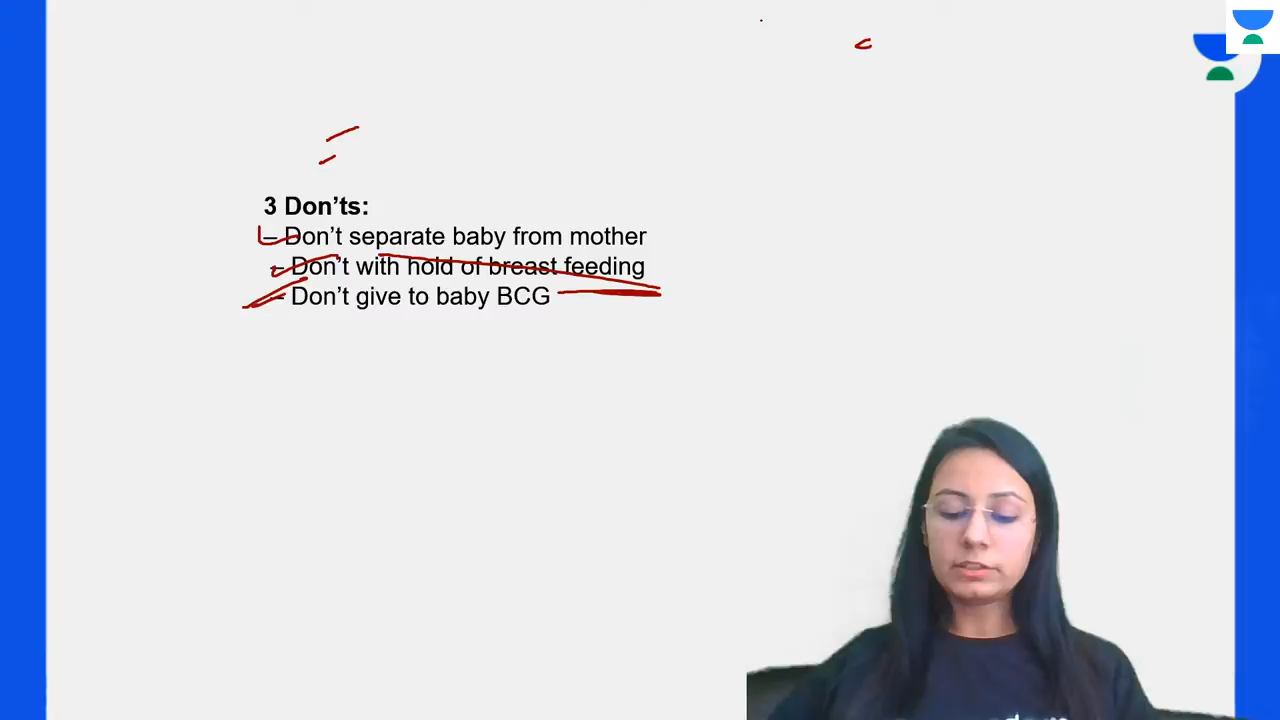 3 Don’ts:
– Don’t separate baby from mother
– Don’t with hold of breast feeding
– Don’t give to baby BCG